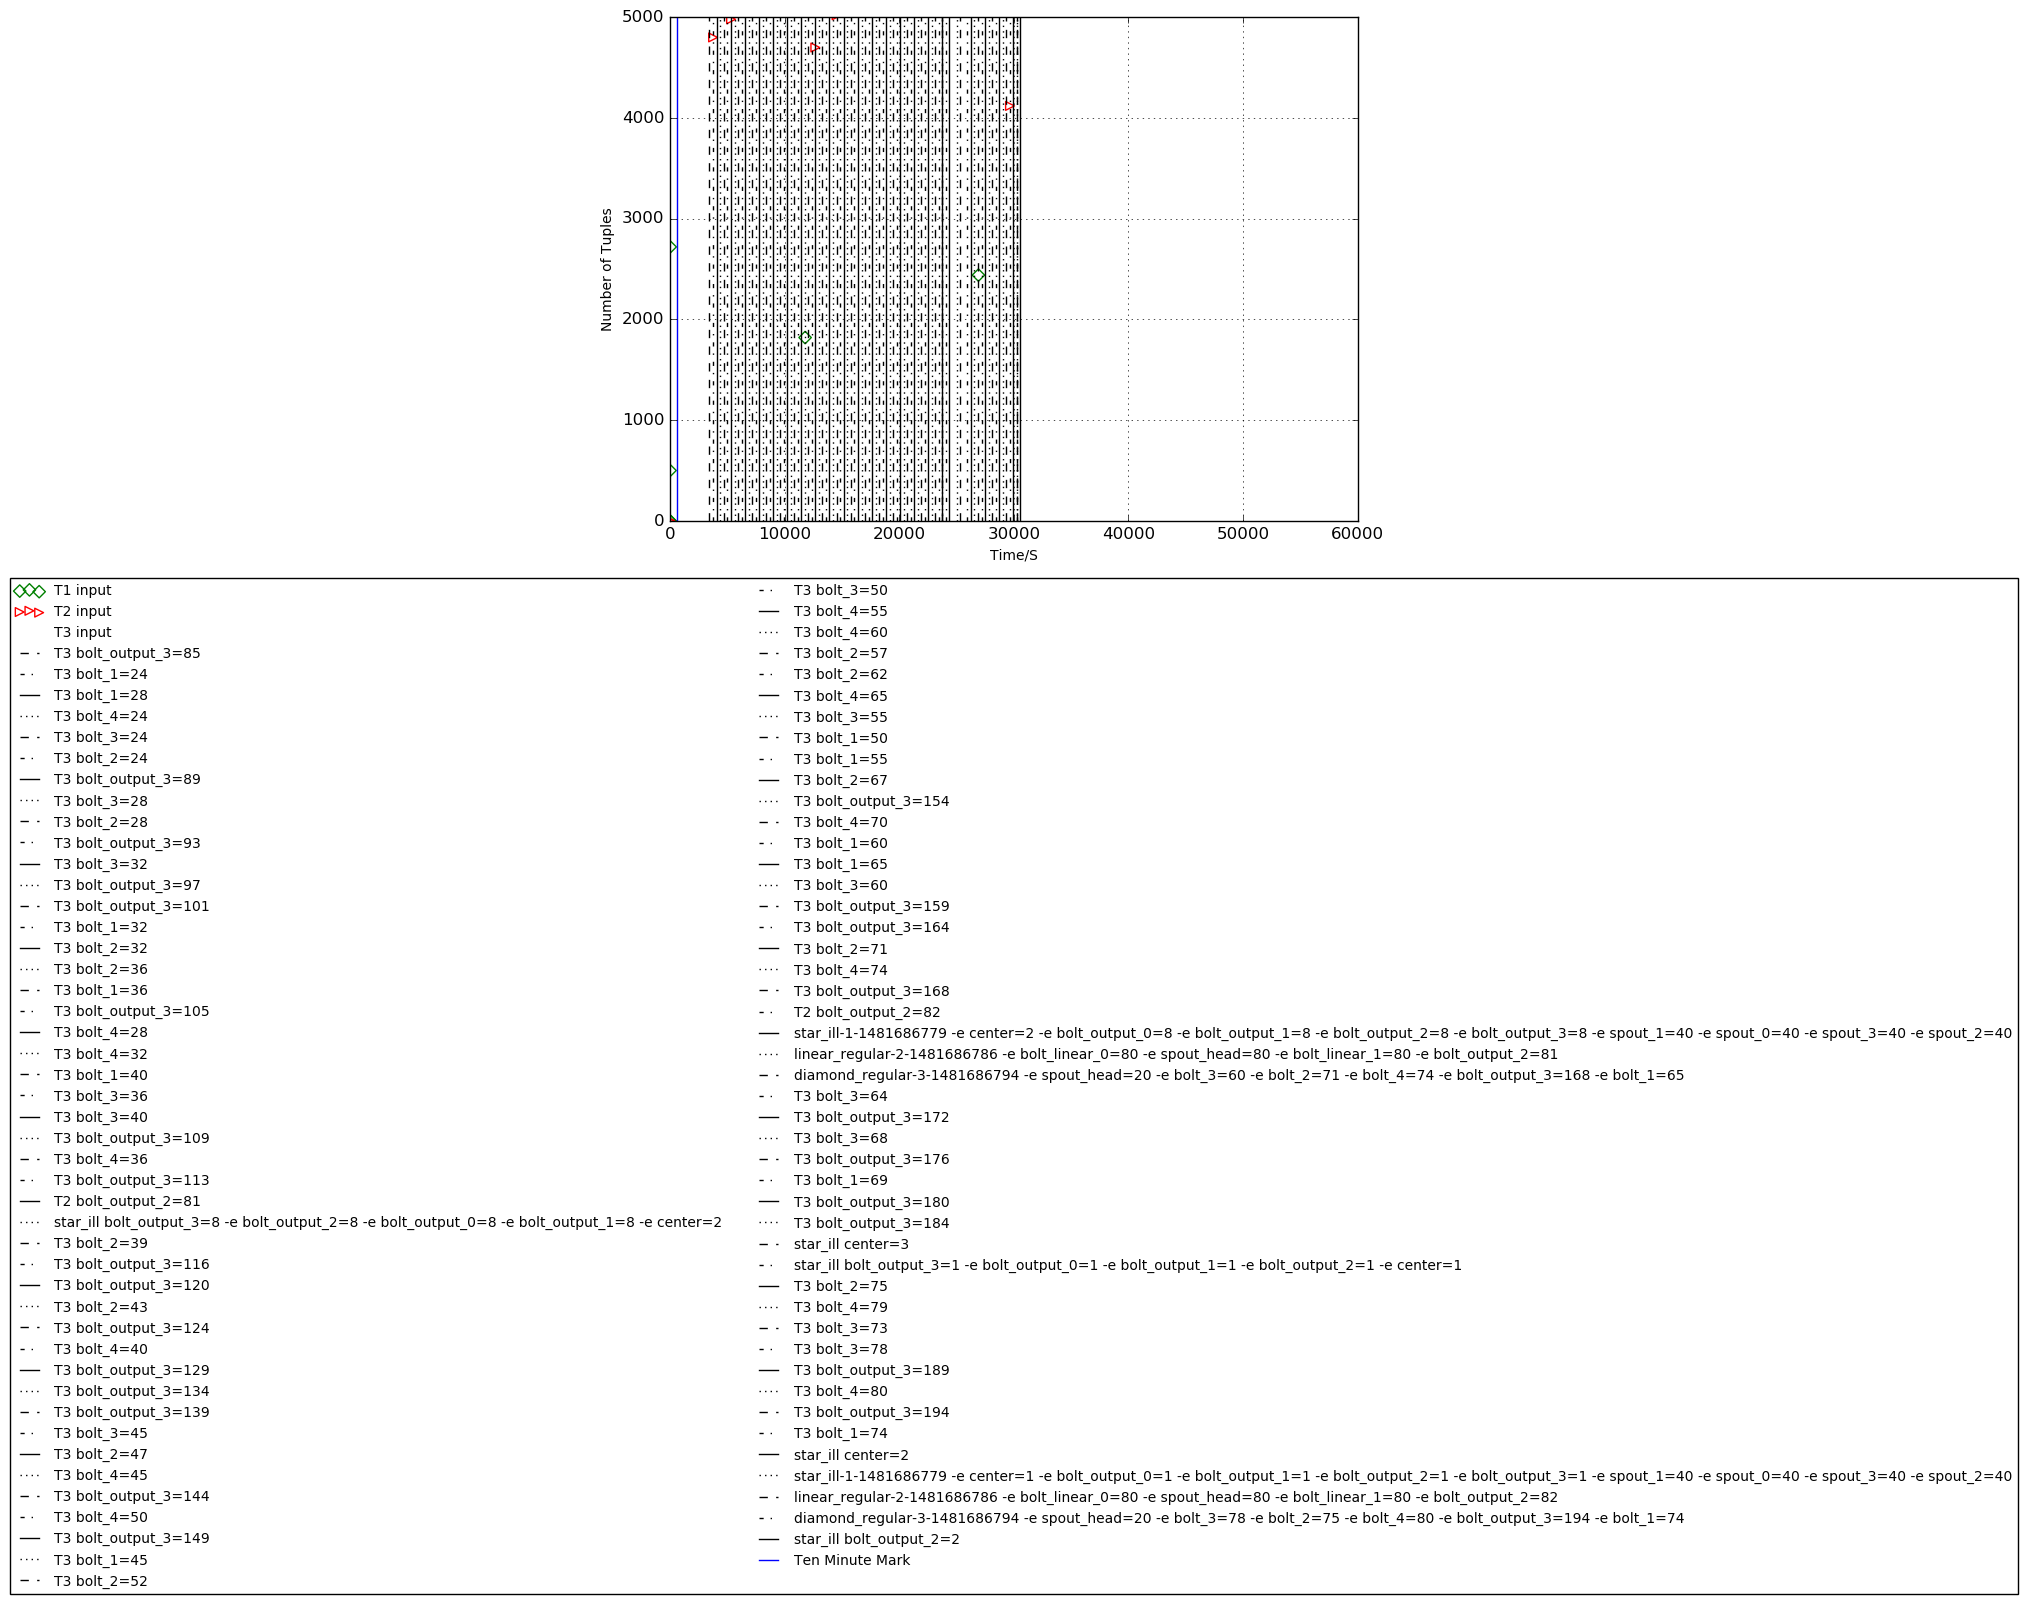 5000
4000
3000
2000
1000
0
Number of Tuples
0 10000 20000 30000 40000 50000 60000
Time/S
T1 input
T2 input
T3 input
T3 bolt_output_3=85
T3 bolt_1=24
T3 bolt_1=28
T3 bolt_4=24
T3 bolt_3=24
T3 bolt_2=24
T3 bolt_output_3=89
T3 bolt_3=28
T3 bolt_2=28
T3 bolt_output_3=93
T3 bolt_3=32
T3 bolt_output_3=97
T3 bolt_output_3=101
T3 bolt_1=32
T3 bolt_2=32
T3 bolt_2=36
T3 bolt_1=36
T3 bolt_output_3=105
T3 bolt_4=28
T3 bolt_4=32
T3 bolt_1=40
T3 bolt_3=36
T3 bolt_3=40
T3 bolt_output_3=109
T3 bolt_4=36
T3 bolt_output_3=113
T2 bolt_output_2=81
star_ill bolt_output_3=8 -e bolt_output_2=8 -e bolt_output_0=8 -e bolt_output_1=8 -e center=2
T3 bolt_2=39
T3 bolt_output_3=116
T3 bolt_output_3=120
T3 bolt_2=43
T3 bolt_output_3=124
T3 bolt_4=40
T3 bolt_output_3=129
T3 bolt_output_3=134
T3 bolt_output_3=139
T3 bolt_3=45
T3 bolt_2=47
T3 bolt_4=45
T3 bolt_output_3=144
T3 bolt_4=50
T3 bolt_output_3=149
T3 bolt_1=45
T3 bolt_2=52
T3 bolt_3=50
T3 bolt_4=55
T3 bolt_4=60
T3 bolt_2=57
T3 bolt_2=62
T3 bolt_4=65
T3 bolt_3=55
T3 bolt_1=50
T3 bolt_1=55
T3 bolt_2=67
T3 bolt_output_3=154
T3 bolt_4=70
T3 bolt_1=60
T3 bolt_1=65
T3 bolt_3=60
T3 bolt_output_3=159
T3 bolt_output_3=164
T3 bolt_2=71
T3 bolt_4=74
T3 bolt_output_3=168
T2 bolt_output_2=82
star_ill-1-1481686779 -e center=2 -e bolt_output_0=8 -e bolt_output_1=8 -e bolt_output_2=8 -e bolt_output_3=8 -e spout_1=40 -e spout_0=40 -e spout_3=40 -e spout_2=40
linear_regular-2-1481686786 -e bolt_linear_0=80 -e spout_head=80 -e bolt_linear_1=80 -e bolt_output_2=81
diamond_regular-3-1481686794 -e spout_head=20 -e bolt_3=60 -e bolt_2=71 -e bolt_4=74 -e bolt_output_3=168 -e bolt_1=65
T3 bolt_3=64
T3 bolt_output_3=172
T3 bolt_3=68
T3 bolt_output_3=176
T3 bolt_1=69
T3 bolt_output_3=180
T3 bolt_output_3=184
star_ill center=3
star_ill bolt_output_3=1 -e bolt_output_0=1 -e bolt_output_1=1 -e bolt_output_2=1 -e center=1
T3 bolt_2=75
T3 bolt_4=79
T3 bolt_3=73
T3 bolt_3=78
T3 bolt_output_3=189
T3 bolt_4=80
T3 bolt_output_3=194
T3 bolt_1=74
star_ill center=2
star_ill-1-1481686779 -e center=1 -e bolt_output_0=1 -e bolt_output_1=1 -e bolt_output_2=1 -e bolt_output_3=1 -e spout_1=40 -e spout_0=40 -e spout_3=40 -e spout_2=40
linear_regular-2-1481686786 -e bolt_linear_0=80 -e spout_head=80 -e bolt_linear_1=80 -e bolt_output_2=82
diamond_regular-3-1481686794 -e spout_head=20 -e bolt_3=78 -e bolt_2=75 -e bolt_4=80 -e bolt_output_3=194 -e bolt_1=74
star_ill bolt_output_2=2
Ten Minute Mark